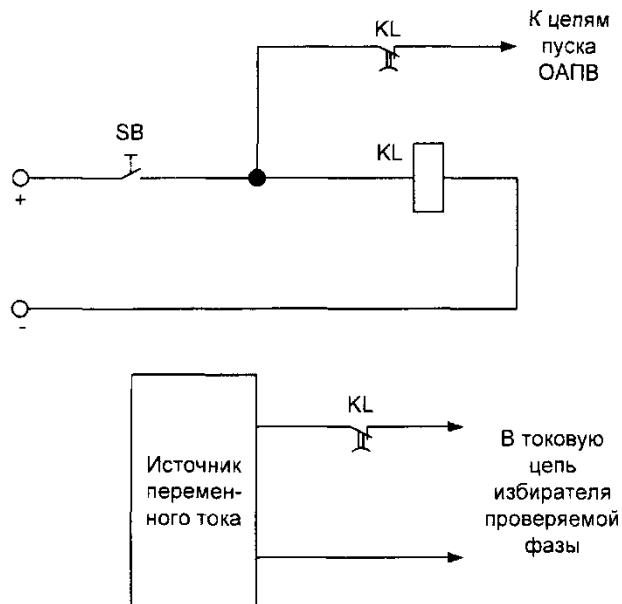 KL
К целям
пуска
ОАПВ
SB
KL
+
-
KL
Источник
перемен-
ного тока
В токовую
цепь
избирателя
проверяемой
фазы